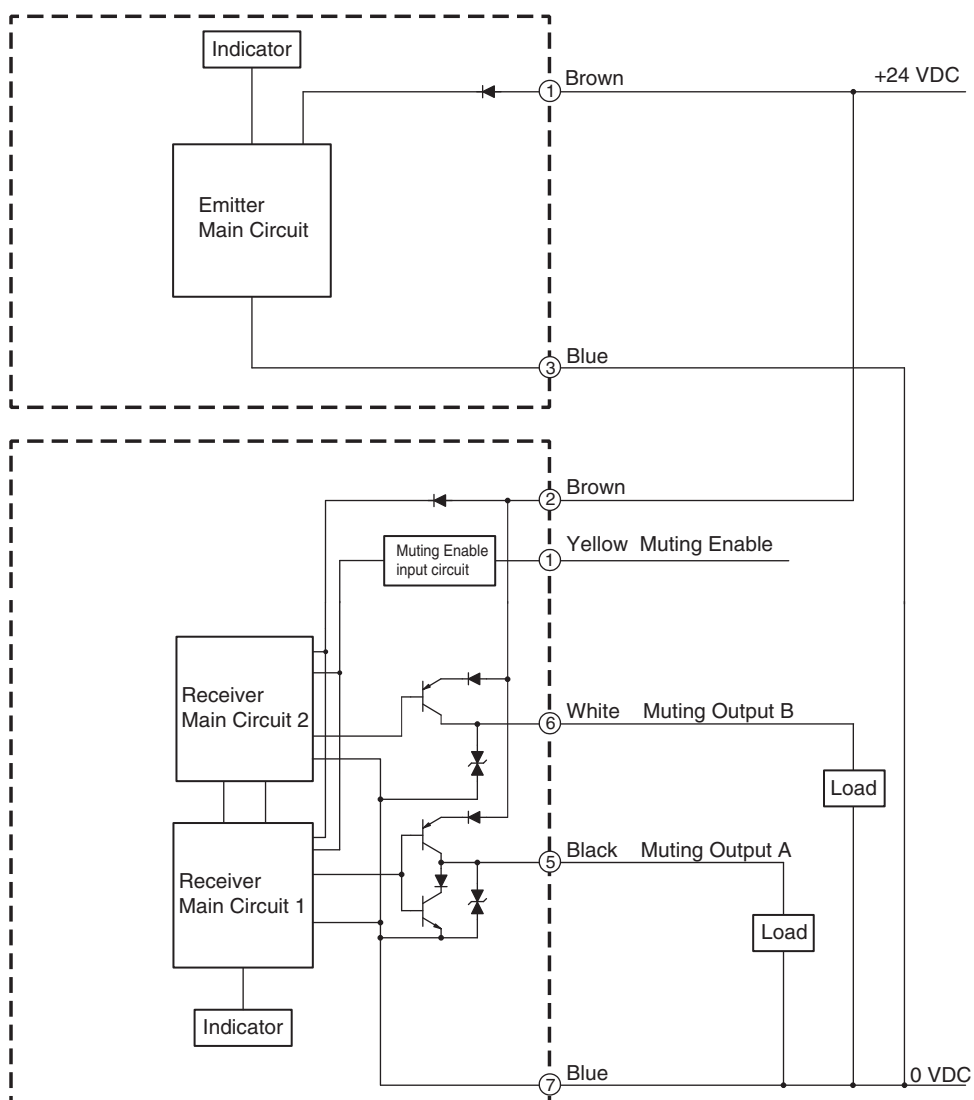 Indicator
1 Brown +24 VDC
Emitter
Main Circuit
3 Blue
2 Brown
Muting Enable
input circuit
1 Yellow Muting Enable
Receiver
Main Circuit 2
6 White Muting Output B
Load
5 Black Muting Output A
Receiver
Main Circuit 1
Load
Indicator
7 Blue 0 VDC